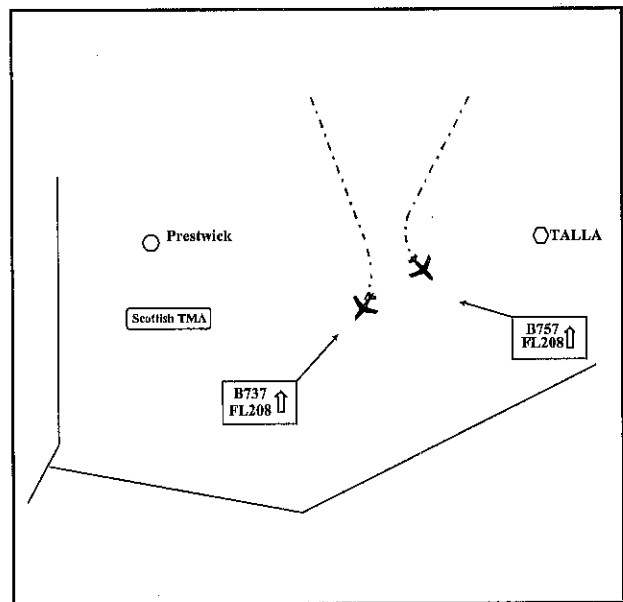 Prestwick
TALLA
Scottish TMA
B757
FL208
B737
FL208